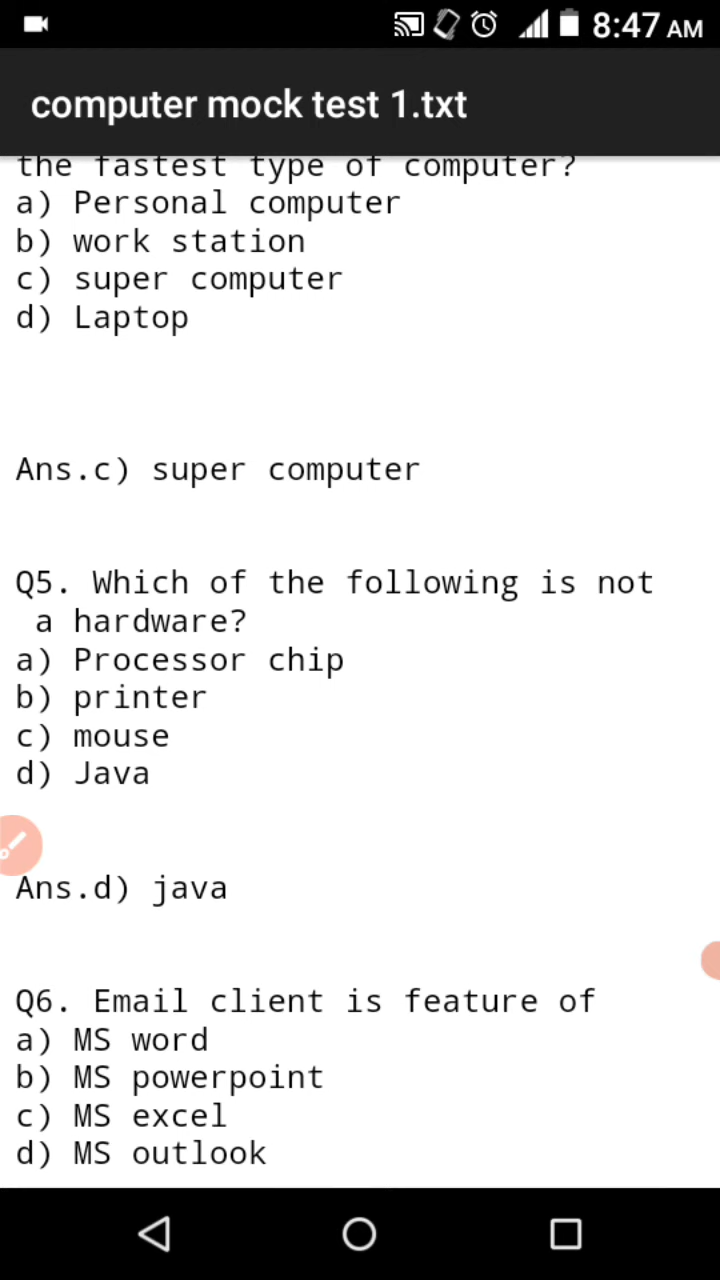 8:47 AM
computer mock test 1.txt
the fastest type of computer?
a) Personal computer
b) work station
c) super computer
d) Laptop
Ans.c) super computer
Q5. Which of the following is not
a hardware?
a) Processor chip
b) printer
c) mouse
d) Java
Ans.d) java
Q6. Email client is feature of
a) MS word
b) MS powerpoint
c) MS excel
d) MS outlook